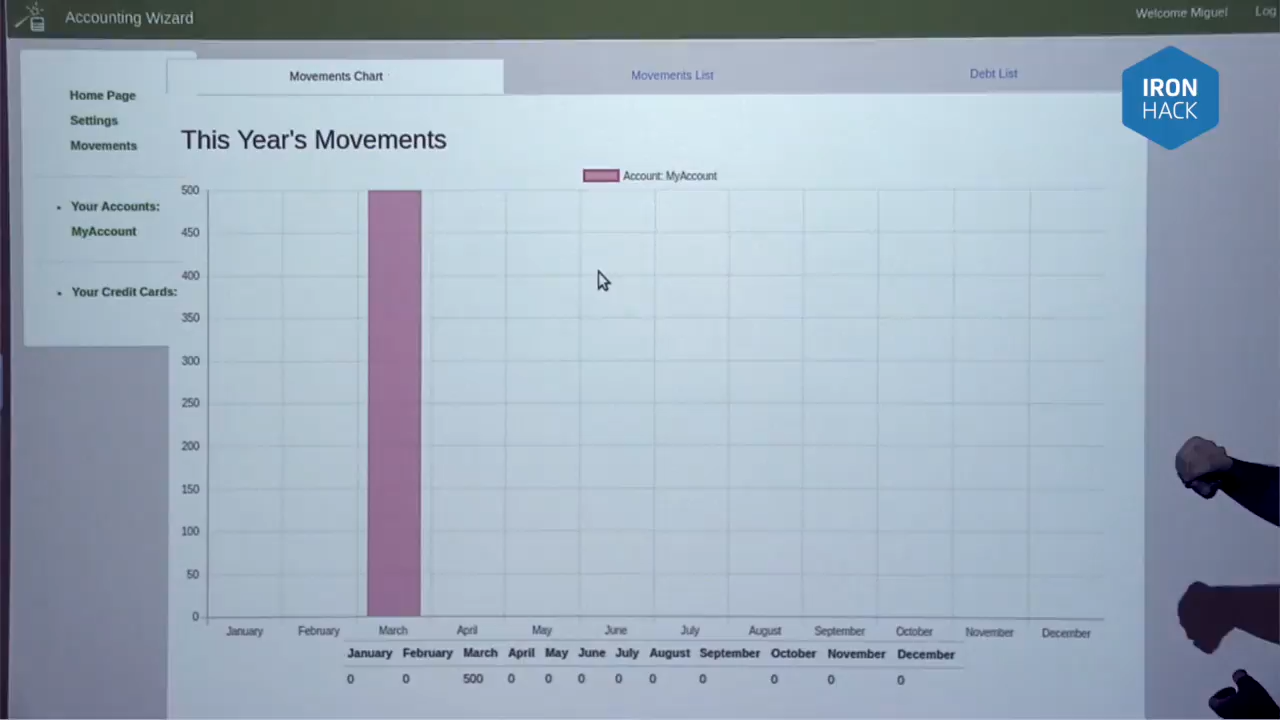 Accounting Wizard
Welcome Miguel Log
IRON
HACK
Home Page
Settings
Movements
• Your Accounts:
MyAccount
• Your Credit Cards:
Movements Chart Movements List Debt List
This Year's Movements
Account: MyAccount
500
450
400
350
300
250
200
150
100
50
0
January February March April May June July August September October November December
January February March April May June July August September October November December
0 0 500 0 0 0 0 0 0 0 0 0